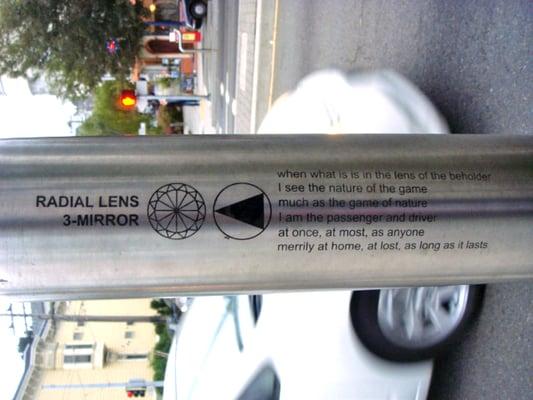 RADIAL LENS
3-MIRROR
when what is is in the lens of the beholder
I see the nature of the game
much as the game of nature
I am the passenger and driver
at once, at most, as anyone
merrily at home, at lost, as long as it lasts